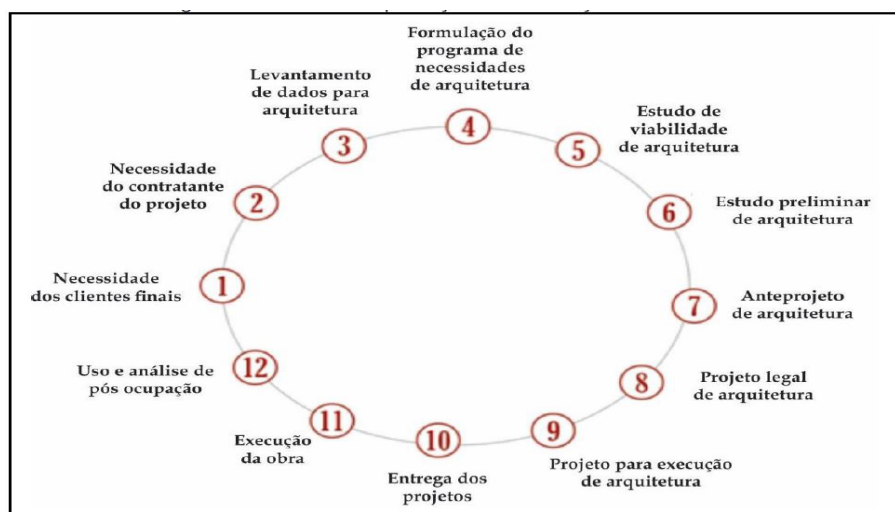 Formulação do
programa de
necessidades
de arquitetura
4
Levantamento
de dados para
arquitetura
3
Estudo de
viabilidade
de arquitetura
5
Necessidade
do contratante
do projeto
2
Estudo preliminar
de arquitetura
6
Necessidade
dos clientes finais
1
Anteprojeto
de arquitetura
7
Uso e análise de
pós ocupação
12
Projeto legal
de arquitetura
8
Execução
da obra
11
Entrega dos
projetos
10
Projeto para execução
de arquitetura
9